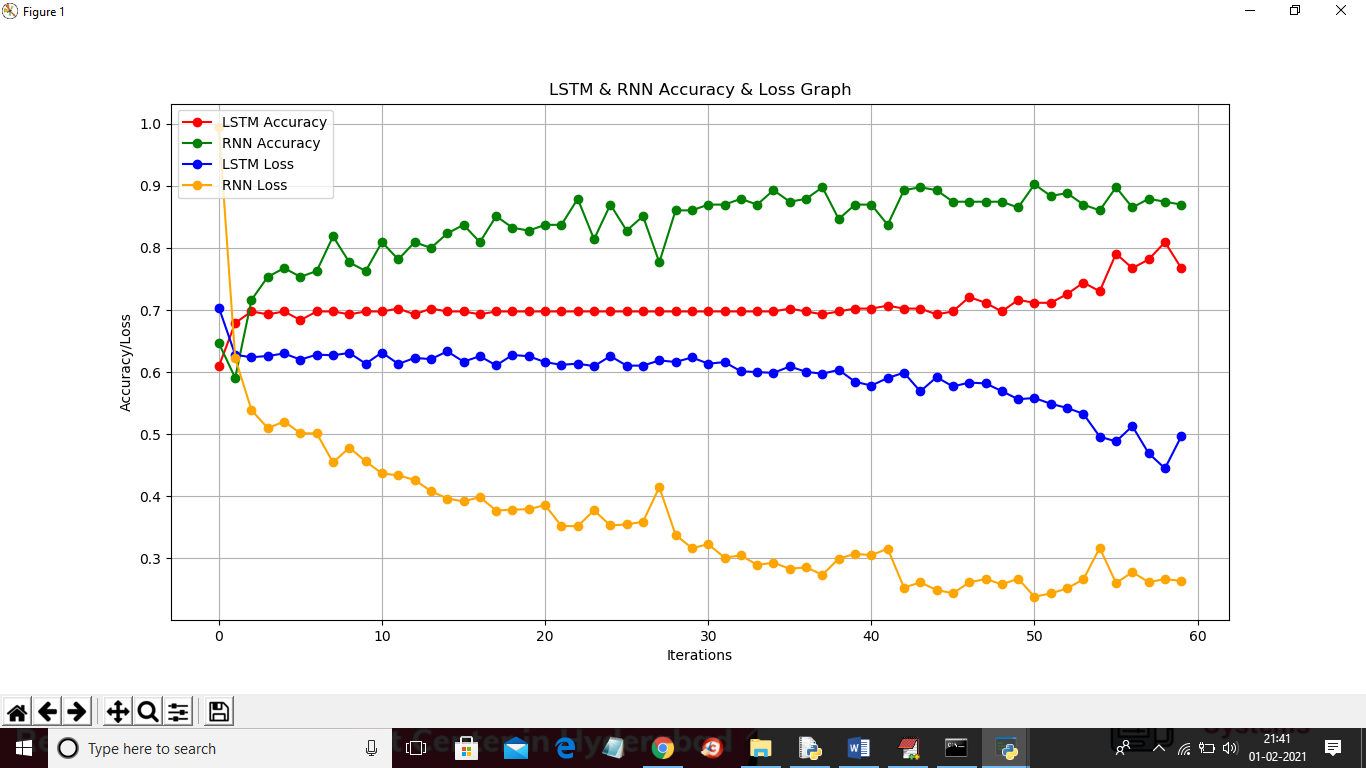 Figure 1
LSTM & RNN Accuracy & Loss Graph
LSTM Accuracy
RNN Accuracy
LSTM Loss
RNN Loss
1.0
0.9
0.8
0.7
0.6
0.5
0.4
0.3
Accuracy/Loss
0 10 20 30 40 50 60
Iterations
Type here to search
21:41
01-02-2021